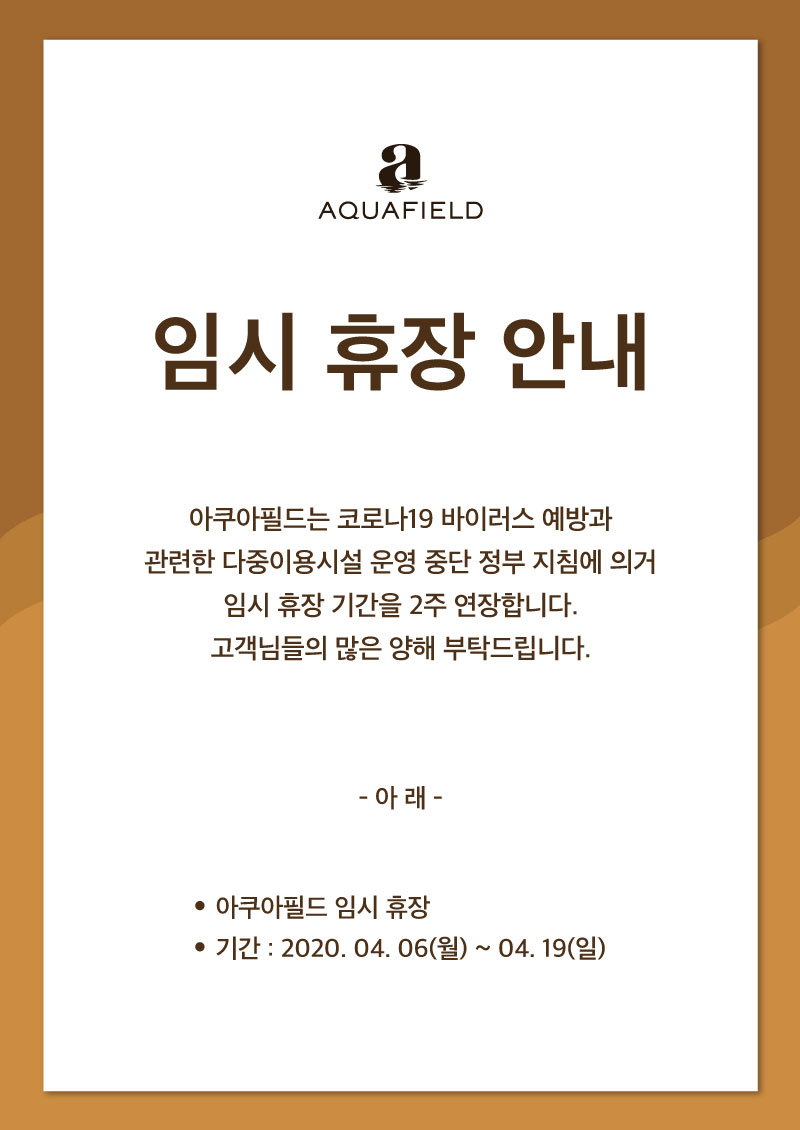 a
AQUAFIELD
임시 휴장 안내
아쿠아필드는 코로나19 바이러스 예방과
관련한 다중이용시설 운영 중단 정부 지침에 의거
임시 휴장 기간을 2주 연장합니다.
고객님들의 많은 양해 부탁드립니다.
- 아 래 -
• 아쿠아필드 임시 휴장
• 기간 : 2020. 04. 06(월) ~ 04. 19(일)